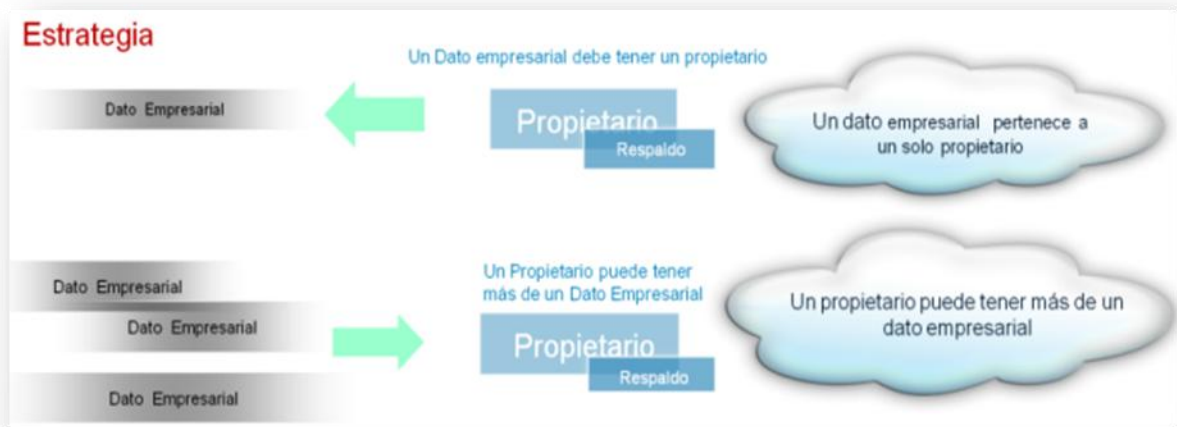 Estrategia
Un Dato empresarial debe tener un propietario
Dato Empresarial
Propietario
Respaldo
Un dato empresarial pertenece a
un solo propietario
Dato Empresarial
Dato Empresarial
Dato Empresarial
Un Propietario puede tener
más de un Dato Empresarial
Propietario
Respaldo
Un propietario puede tener más de un
dato empresarial